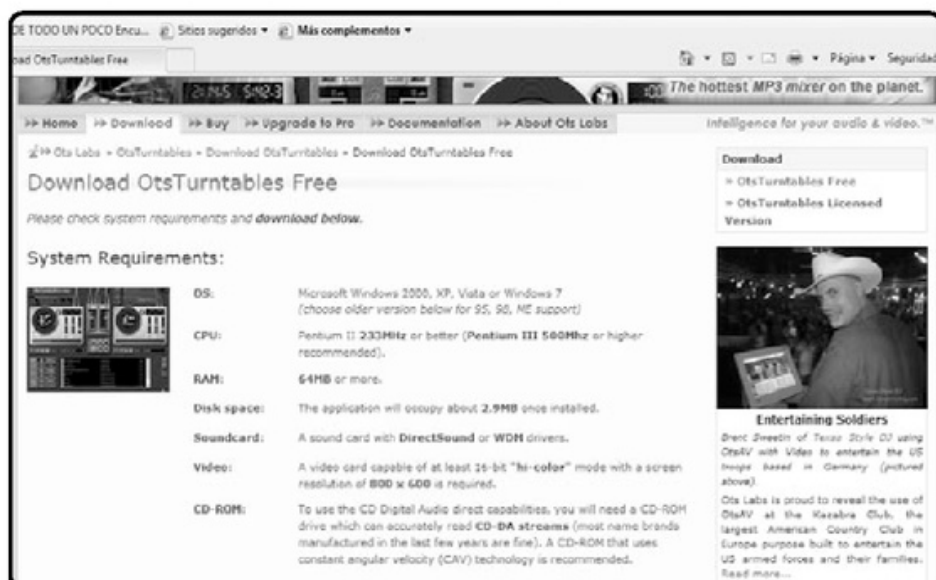 DE TODO UN POCO Encu... Sitios sugeridos ▾ Más complementos ▾
oad OtsTurntables Free
Página ▾ Seguridad
The hottest MP3 mixer on the planet.
Home Download Buy Upgrade to Pro Documentation About Ots Labs
Intelligence for your audio & video.™
Ots Labs » OtsTurntables » Download OtsTurntables » Download OtsTurntables Free
Download OtsTurntables Free
Please check system requirements and download below.
System Requirements:
OS: Microsoft Windows 2000, XP, Vista or Windows 7
(choose older version below for 95, 98, ME support)
CPU: Pentium II 233MHz or better (Pentium III 500Mhz or higher
recommended).
RAM: 64MB or more.
Disk space: The application will occupy about 2.9MB once installed.
Soundcard: A sound card with DirectSound or WDM drivers.
Video: A video card capable of at least 16-bit "hi-color" mode with a screen
resolution of 800 x 600 is required.
CD-ROM: To use the CD Digital Audio direct capabilities, you will need a CD-ROM
drive which can accurately read CD-DA streams (most name brands
manufactured in the last few years are fine). A CD-ROM that uses
constant angular velocity (CAV) technology is recommended.
Download
» OtsTurntables Free
» OtsTurntables Licensed
Version
Entertaining Soldiers
Brent Sweetin of Texas Style DJ using
OtsAV with Video to entertain the US
troops based in Germany (pictured
above).
Ots Labs is proud to reveal the use of
OtsAV at the Kazabra Club, the
largest American Country Club in
Europe purpose built to entertain the
US armed forces and their families.
Read more...